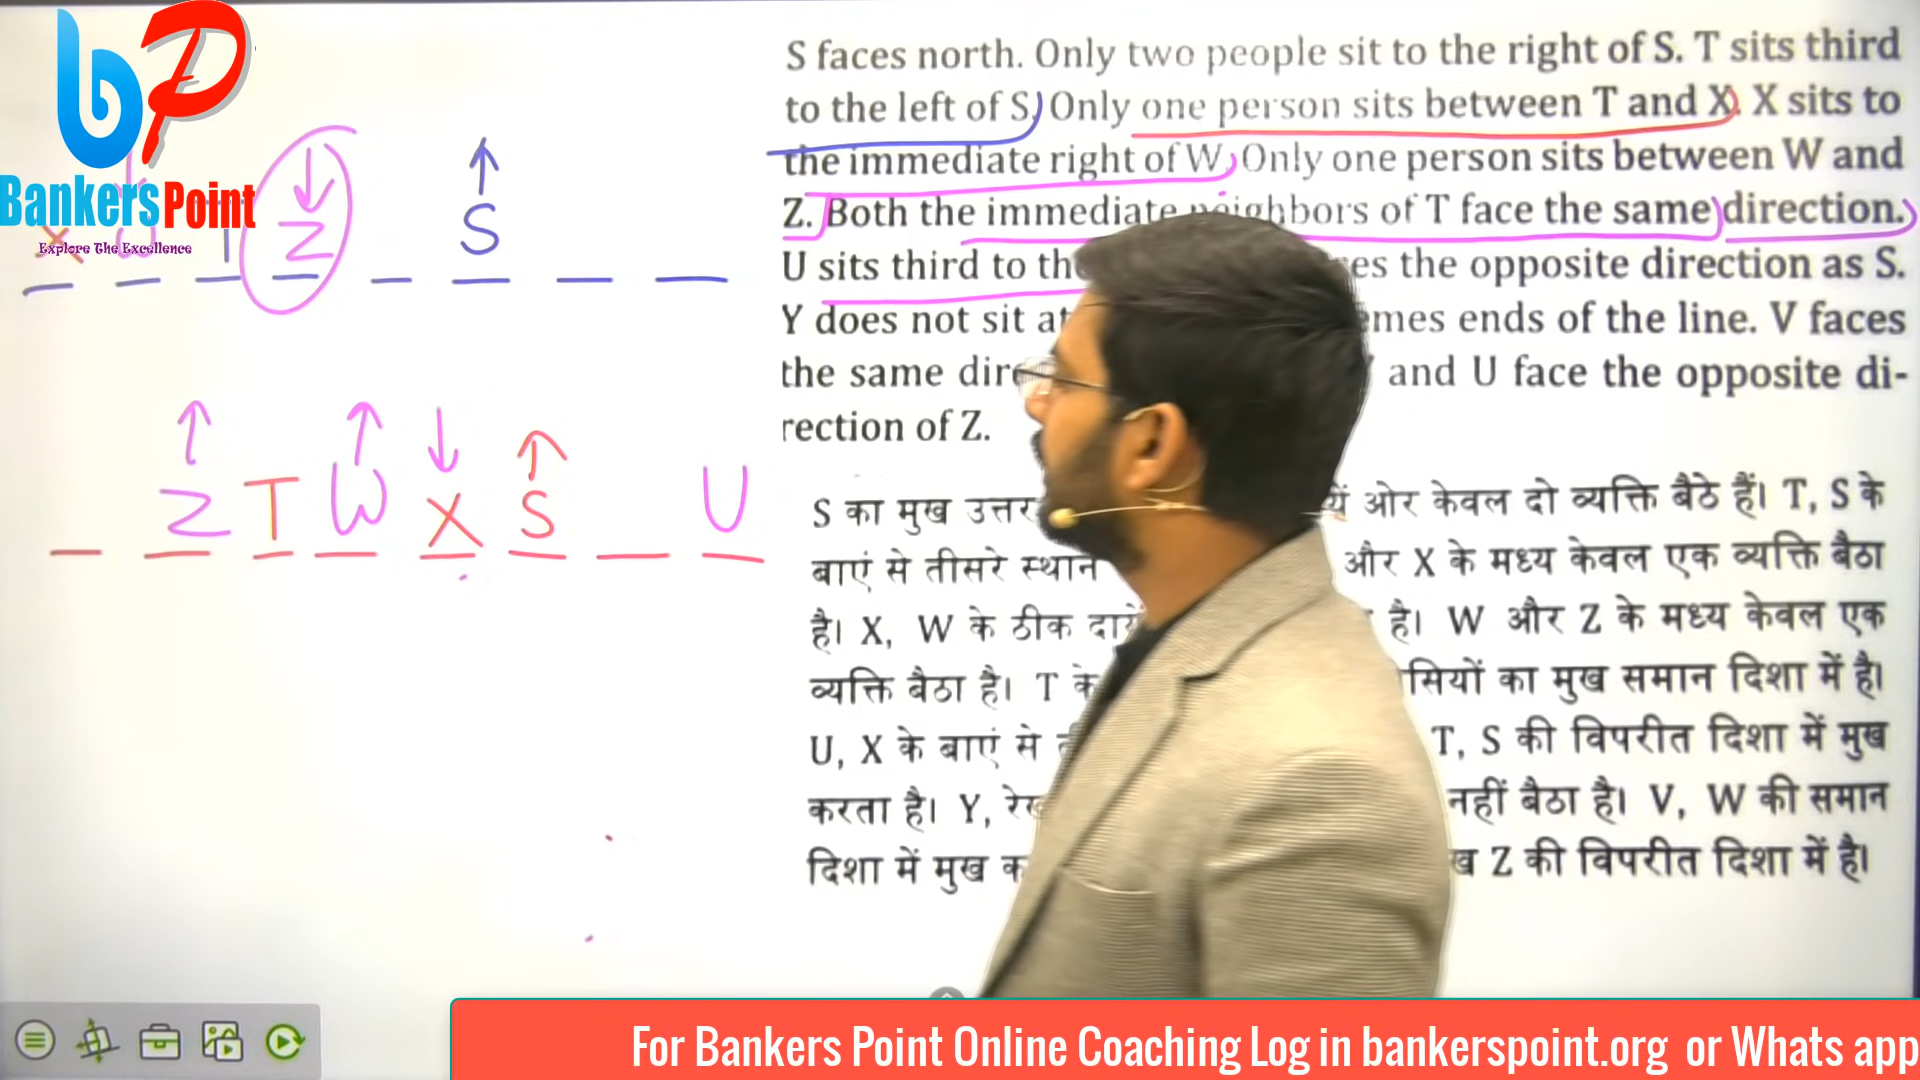 bP
Bankers Point
Explore The Excellence
S faces north. Only two people sit to the right of S. T sits third
to the left of S. Only one person sits between T and X. X sits to
the immediate right of W. Only one person sits between W and
Z. Both the immediate neighbors of T face the same direction.
U sits third to the opposite direction as S.
Y does not sit ends of the line. V faces
the same and U face the opposite di-
rection of Z.
S का मुख उत्तर ओर केवल दो व्यक्ति बैठे हैं। T, S के
बाएं से तीसरे स्थान और X के मध्य केवल एक व्यक्ति बैठा
है। X, W के ठीक दायें है। W और Z के मध्य केवल एक
व्यक्ति बैठा है। T के का मुख समान दिशा में है।
U, X के बाएं से T, S की विपरीत दिशा में मुख
करता है। Y, नहीं बैठा है। V, W की समान
दिशा में मुख Z की विपरीत दिशा में है।
Z S
Z T W X S U
For Bankers Point Online Coaching Log in bankerspoint.org or Whats app